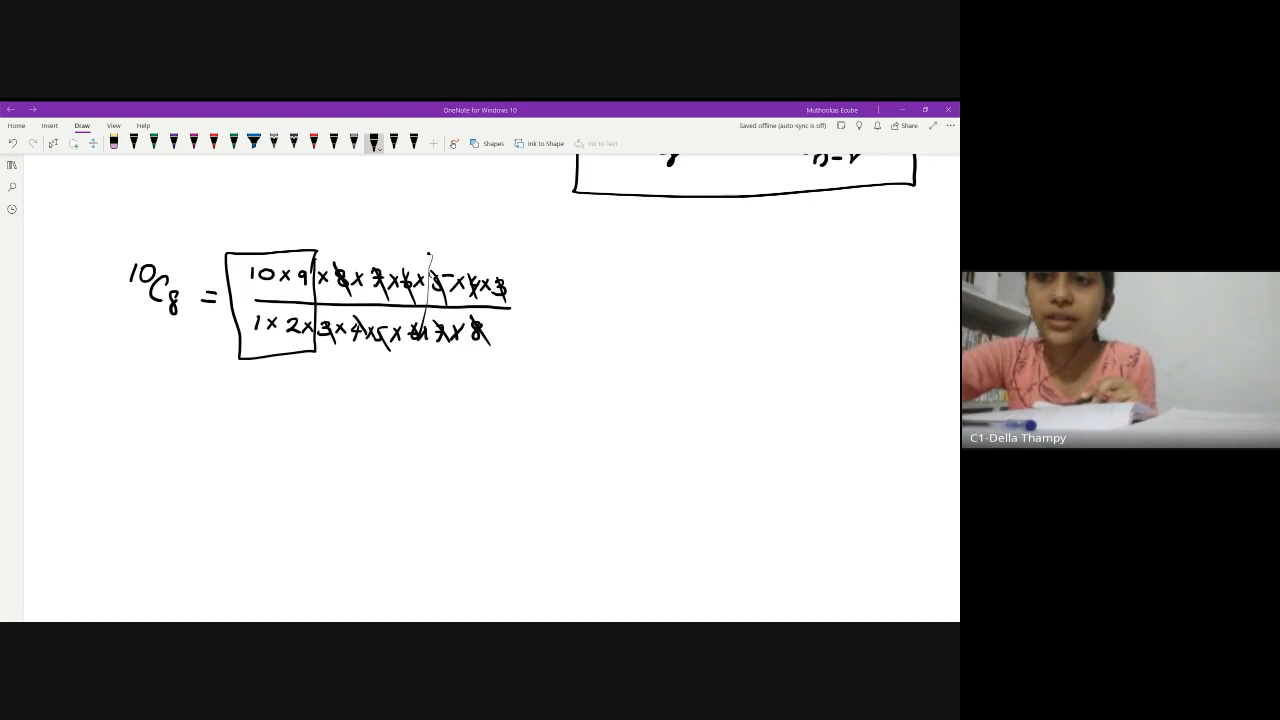 OneNote for Windows 10
Muthookas Ecube
Home Insert Draw View Help
Saved offline (auto-sync is off)
Share
Shapes
Ink to Shape
Ink to Text
n-r
10C8 = 10 × 9 × 8 × 7 × 6 × 5 × 4 × 3
1 × 2 × 3 × 4 × 5 × 6 × 7 × 8
C1-Della Thampy